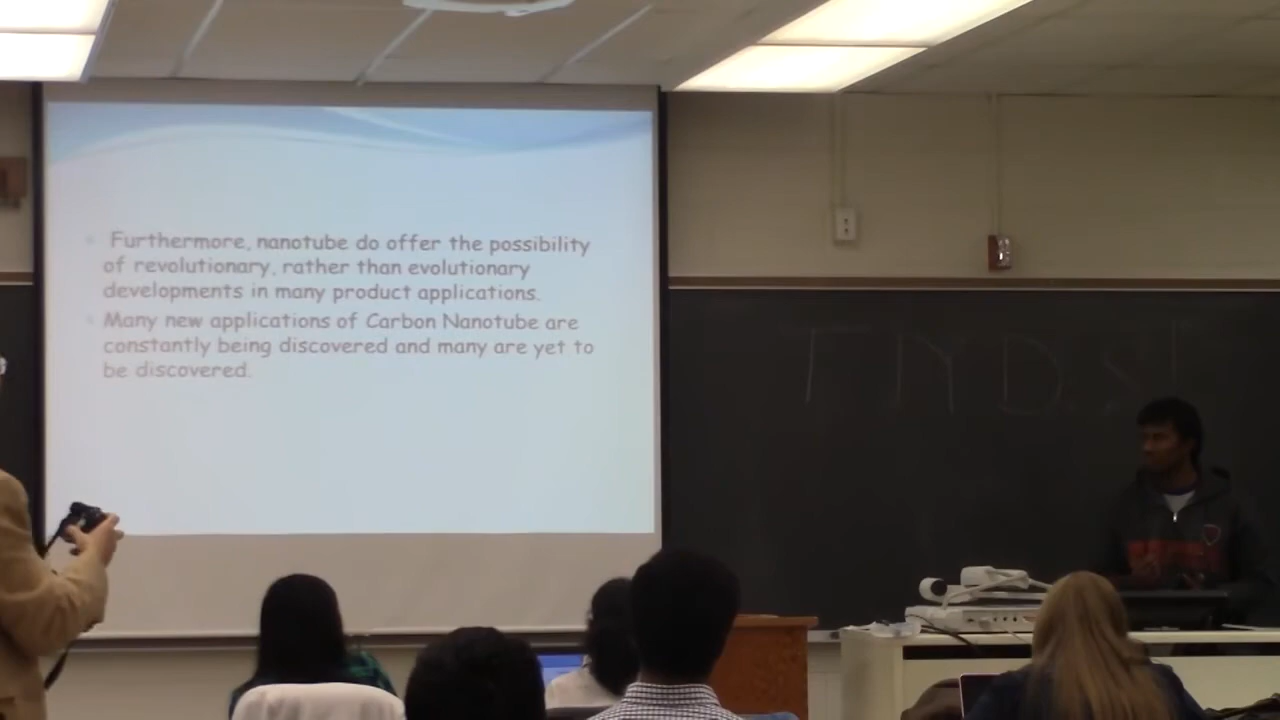 Furthermore, nanotube do offer the possibility
of revolutionary, rather than evolutionary
developments in many product applications.
Many new applications of Carbon Nanotube are
constantly being discovered and many are yet to
be discovered.